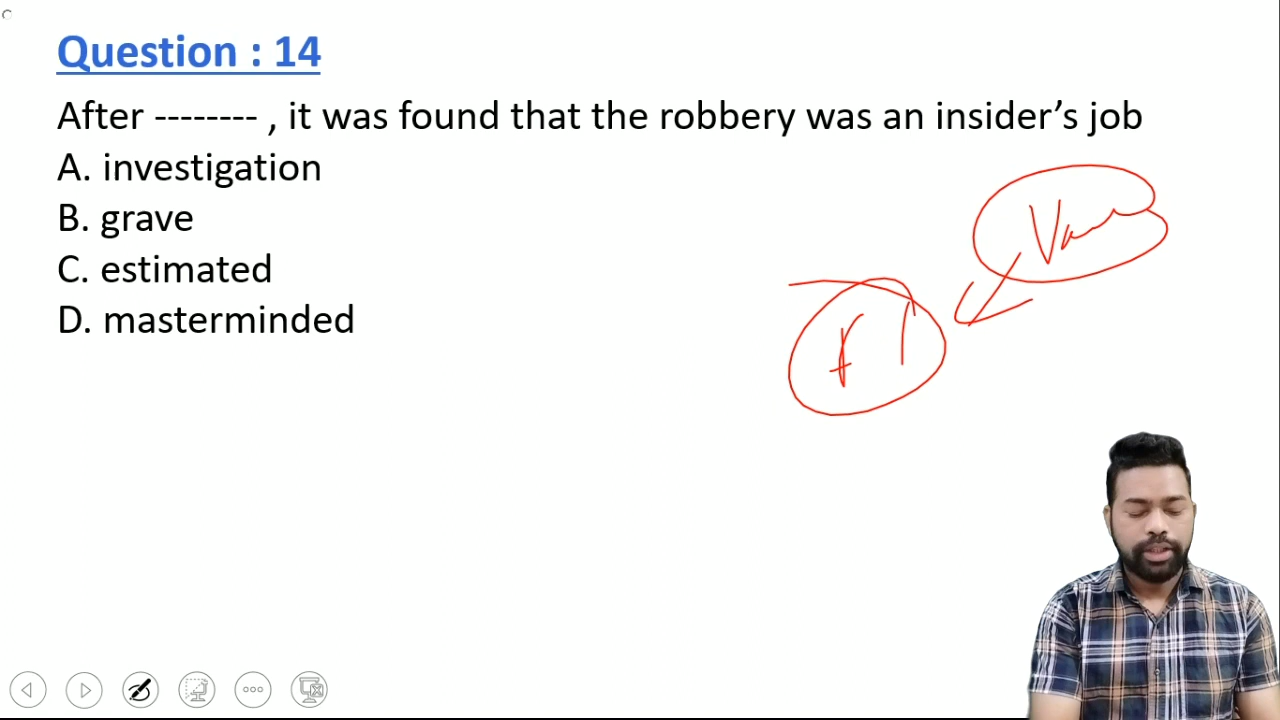 Question : 14
After -------- , it was found that the robbery was an insider’s job
A. investigation
B. grave
C. estimated
D. masterminded